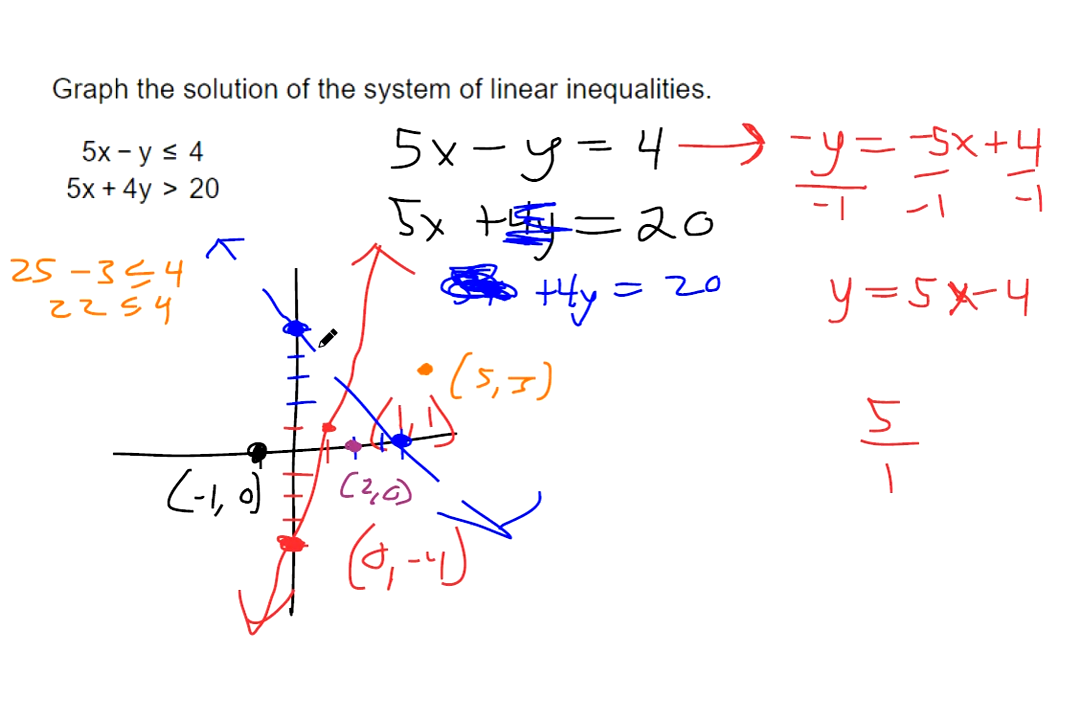 Graph the solution of the system of linear inequalities.
5x – y ≤ 4
5x + 4y > 20
5x - y = 4 → -y = -5x + 4
-1 -1 -1
5x + 4y = 20
+4y = 20
y = 5x - 4
25 - 3 ≤ 4
22 ≤ 4
(5,3)
(1,1)
(-1, 0)
(2,0)
(0,-4)
5
1